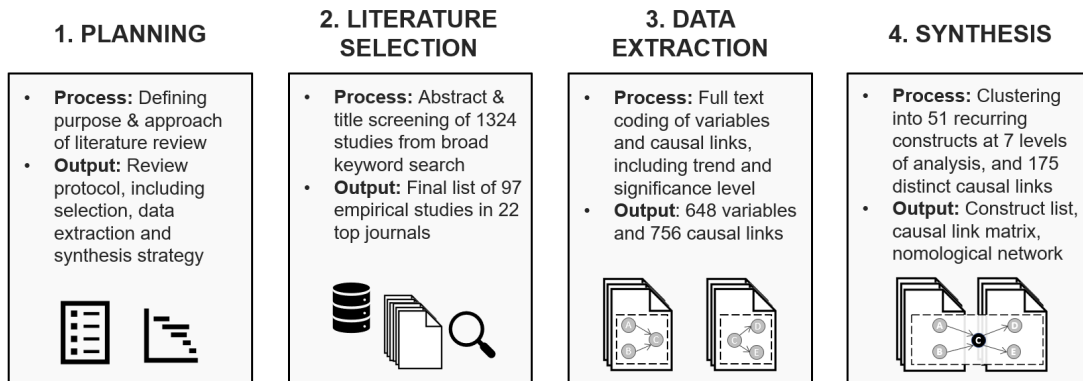 1. PLANNING
• Process: Defining
purpose & approach
of literature review
• Output: Review
protocol, including
selection, data
extraction and
synthesis strategy
2. LITERATURE
SELECTION
• Process: Abstract &
title screening of 1324
studies from broad
keyword search
• Output: Final list of 97
empirical studies in 22
top journals
3. DATA
EXTRACTION
• Process: Full text
coding of variables
and causal links,
including trend and
significance level
• Output: 648 variables
and 756 causal links
A
B
C
C
D
E
4. SYNTHESIS
• Process: Clustering
into 51 recurring
constructs at 7 levels
of analysis, and 175
distinct causal links
• Output: Construct list,
causal link matrix,
nomological network
A
B
C
D
E